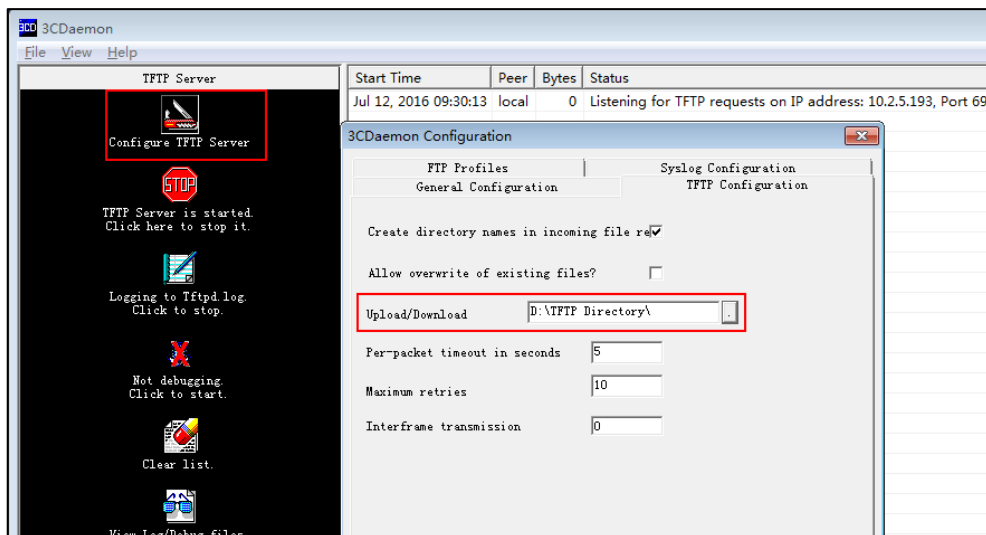 3CD 3CDaemon
File View Help
TFTP Server
Configure TFTP Server
STOP
TFTP Server is started.
Click here to stop it.
Logging to Tftpd.log.
Click to stop.
Not debugging.
Click to start.
Clear list.
View Log/Debug files
Start Time Peer Bytes Status
Jul 12, 2016 09:30:13 local 0 Listening for TFTP requests on IP address: 10.2.5.193, Port 69
3CDaemon Configuration
FTP Profiles Syslog Configuration
General Configuration TFTP Configuration
Create directory names in incoming file re
Allow overwrite of existing files?
Upload/Download D:\TFTP Directory\ .
Per-packet timeout in seconds 5
Maximum retries 10
Interframe transmission 0